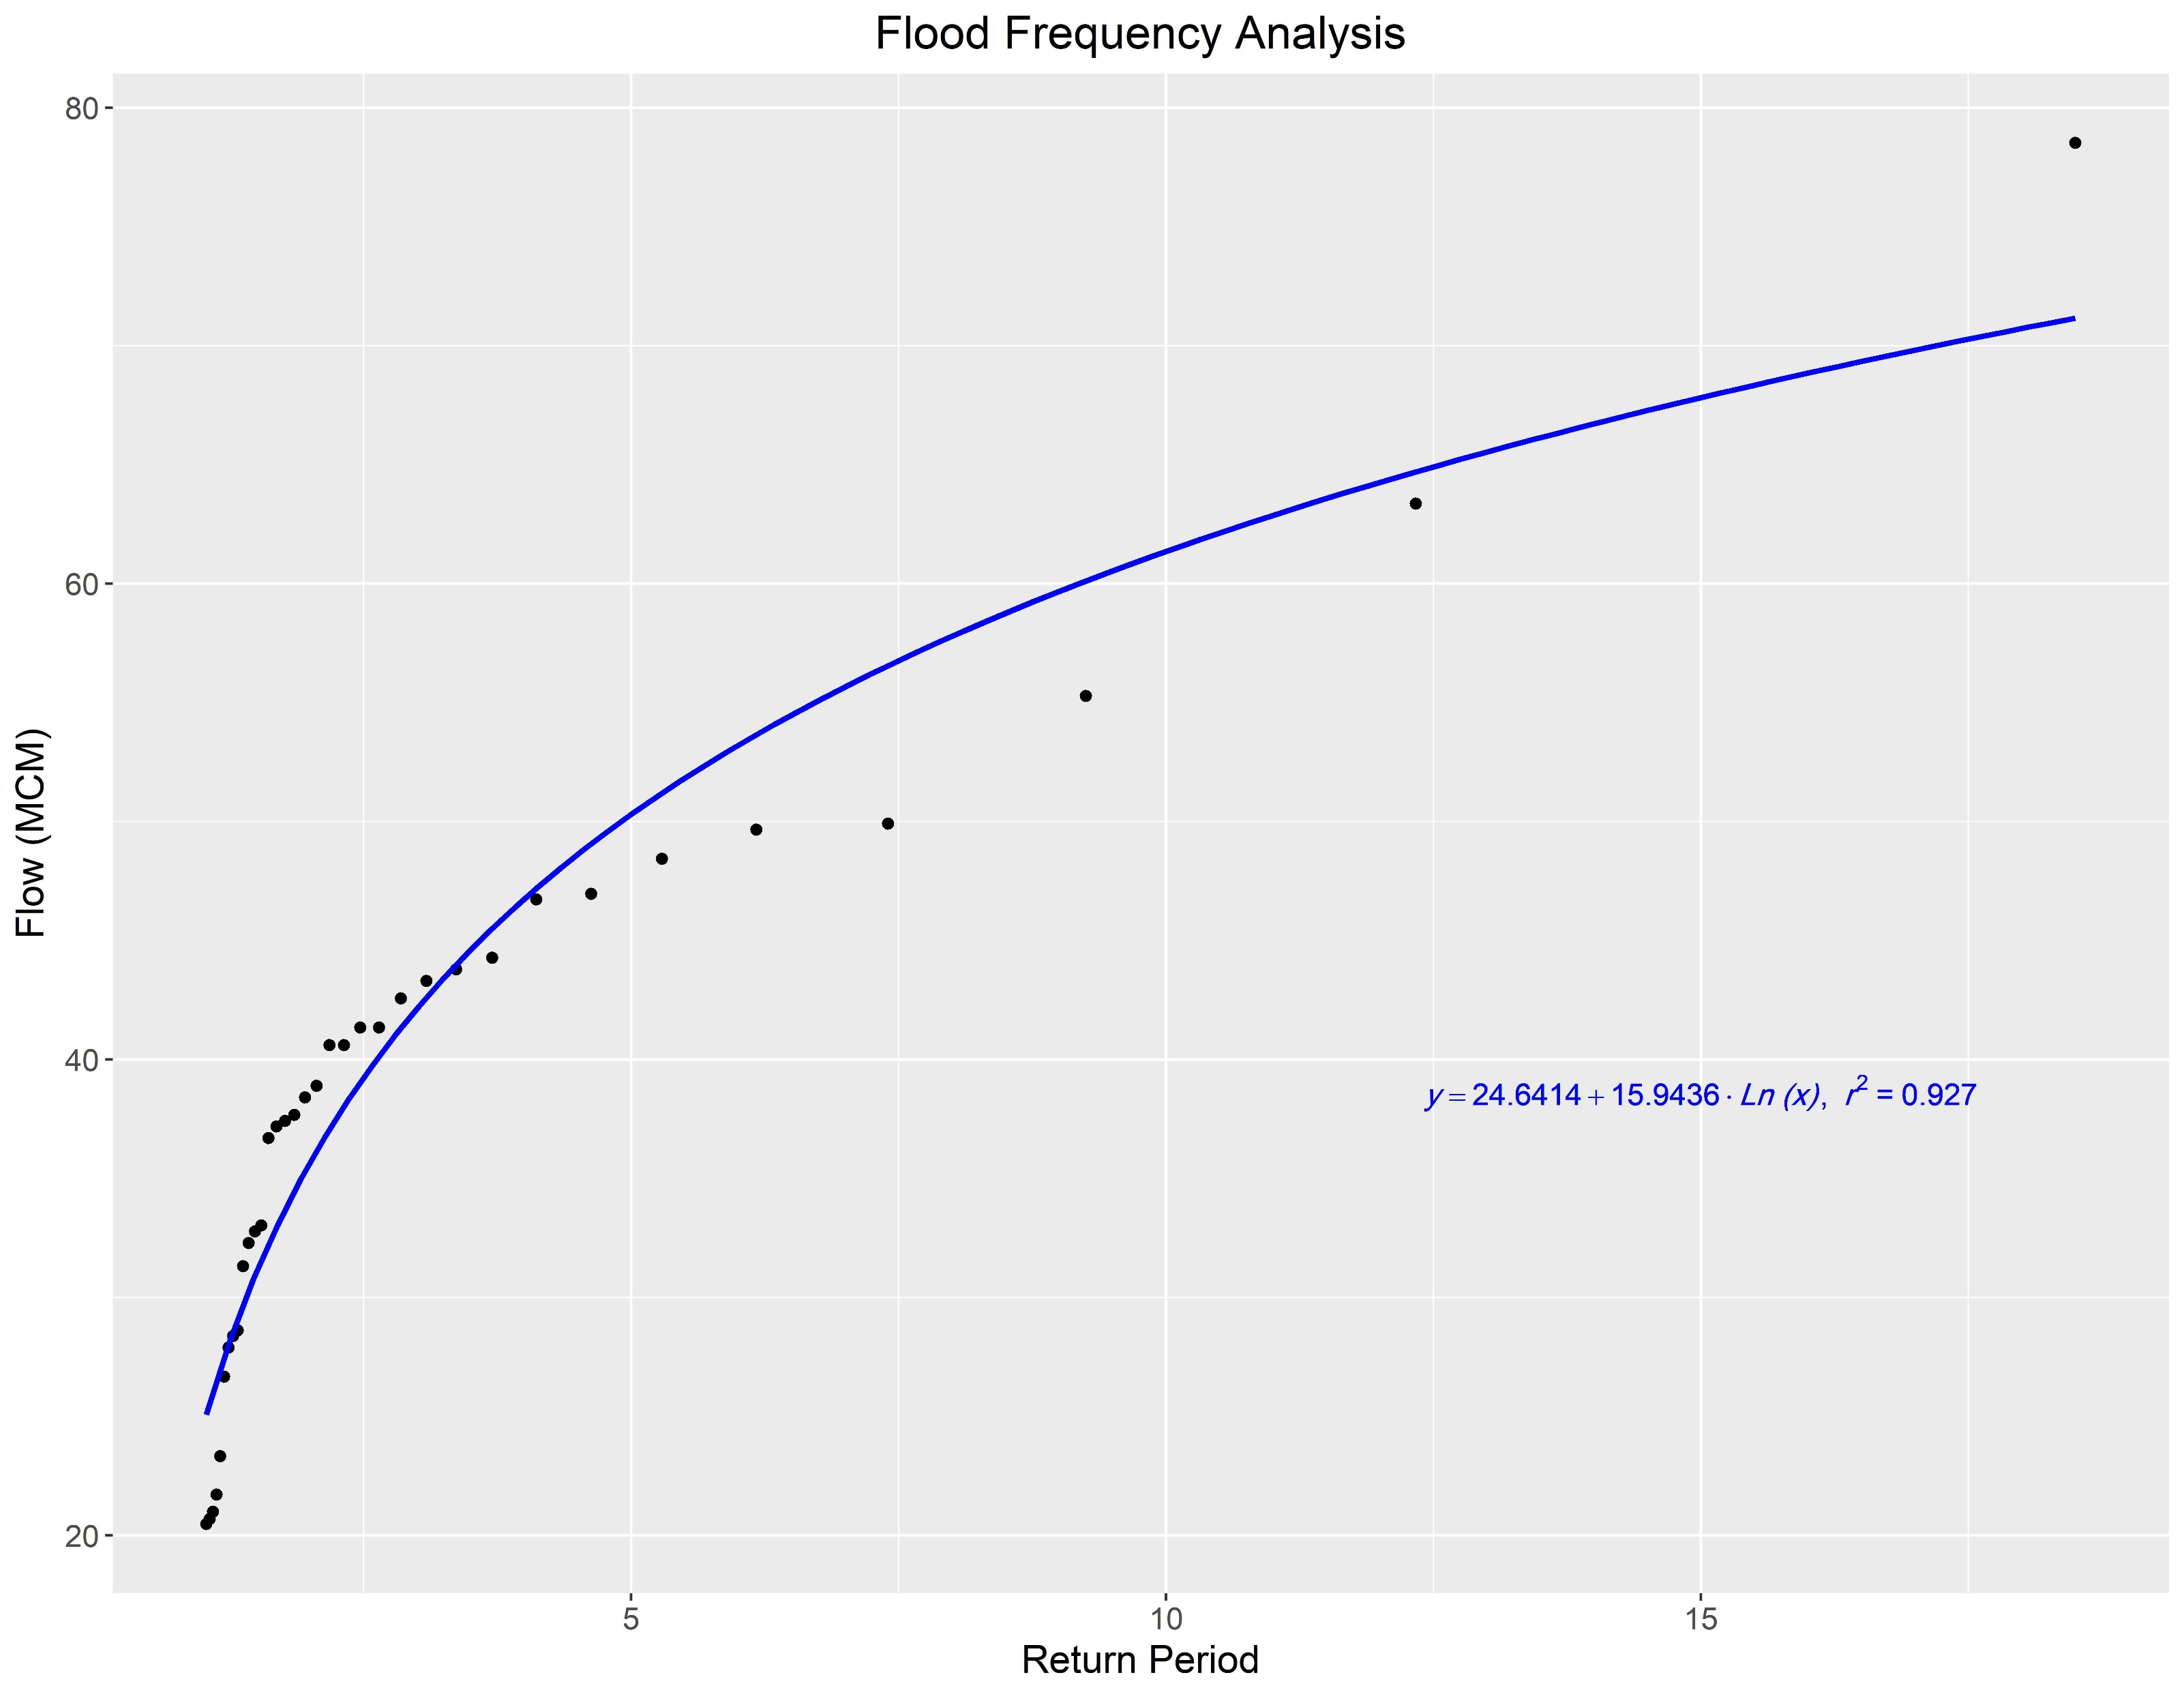 Flood Frequency Analysis
80
60
40
20
Flow (MCM)
y = 24.6414 + 15.9436 · Ln (x), r² = 0.927
5 10 15
Return Period